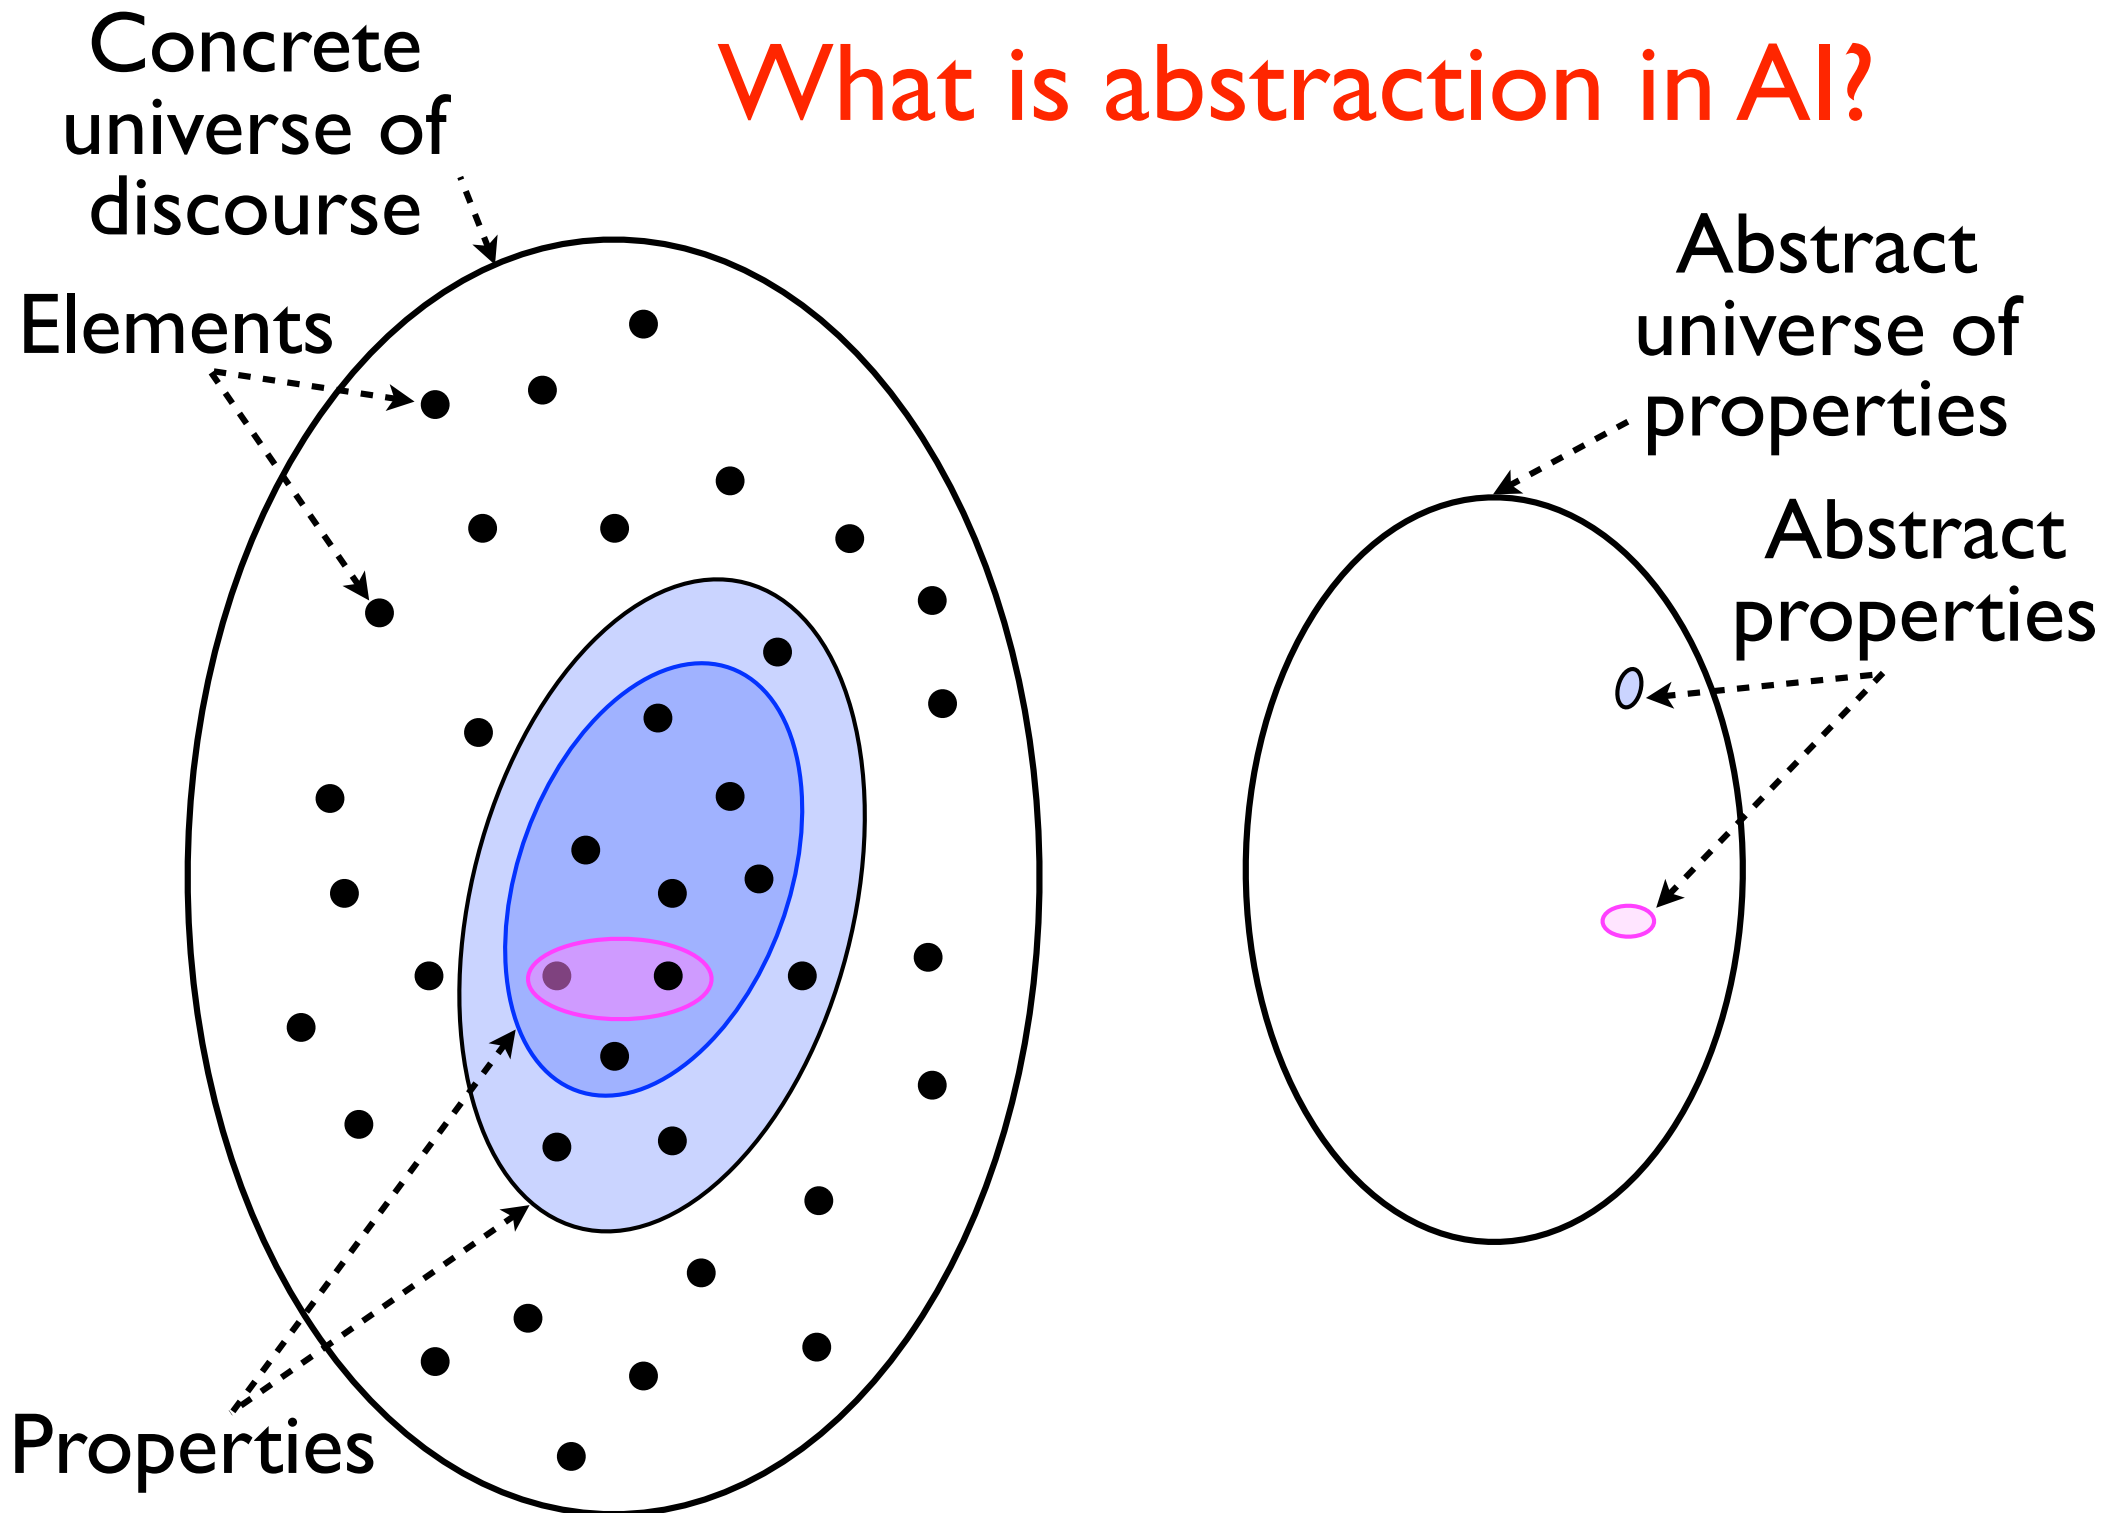 What is abstraction in AI?
Concrete
universe of
discourse
Elements
Properties
Abstract
universe of
properties
Abstract
properties